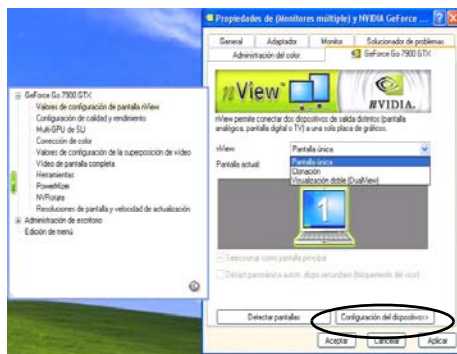 Propiedades de (Monitores múltiple) y NVIDIA GeForce ...
General
Adaptador
Monitor
Solucionador de problemas
Administración del color
GeForce Go 7900 GTX
GeForce Go 7900 GTX
Valores de configuración de pantalla nView
Configuración de calidad y rendimiento
Multi-GPU de SLI
Corrección de color
Valores de configuración de la superposición de vídeo
Vídeo de pantalla completa
Herramientas
PowerMizer
NVRotate
Resoluciones de pantalla y velocidad de actualización
Administración de escritorio
Edición de menú
nView
NVIDIA.
nView permite conectar dos dispositivos de salida distintos (pantalla
analógica, pantalla digital o TV) a una sola placa de gráficos.
nView:
Pantalla única
Pantalla actual:
Pantalla única
Clonación
Visualización doble (DualView)
1
Seleccionar como pantalla principal
Detectar pantallas
Configuración del dispositivo>>
Aceptar
Cancelar
Aplicar